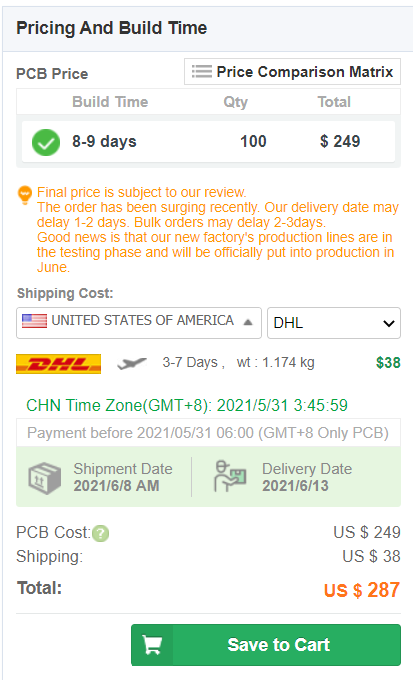 Pricing And Build Time
PCB Price
Price Comparison Matrix
Build Time Qty Total
8-9 days 100 $ 249
Final price is subject to our review.
The order has been surging recently. Our delivery date may
delay 1-2 days. Bulk orders may delay 2-3days.
Good news is that our new factory's production lines are in
the testing phase and will be officially put into production in
June.
Shipping Cost:
UNITED STATES OF AMERICA
DHL
DHL 3-7 Days , wt : 1.174 kg $38
CHN Time Zone(GMT+8): 2021/5/31 3:45:59
Payment before 2021/05/31 06:00 (GMT+8 Only PCB)
Shipment Date Delivery Date
2021/6/8 AM 2021/6/13
PCB Cost: ? US $ 249
Shipping: US $ 38
Total: US $ 287
Save to Cart